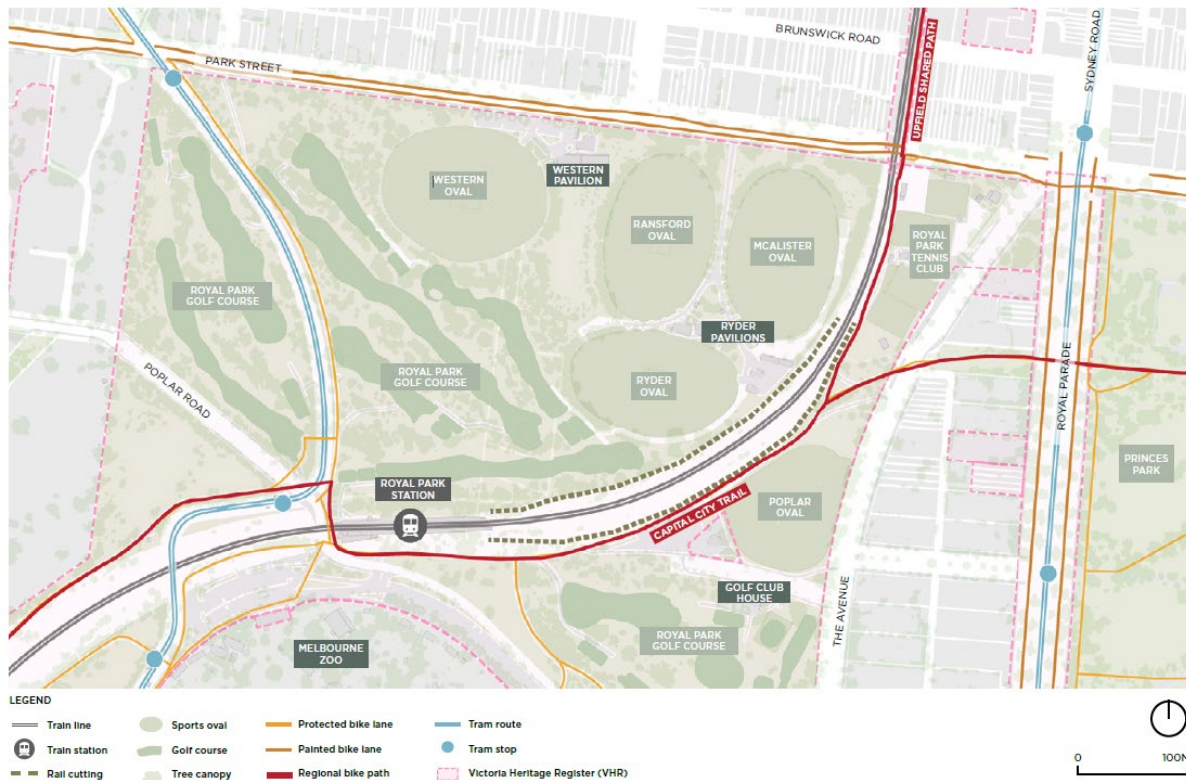 BRUNSWICK ROAD
SYDNEY ROAD
PARK STREET
UPFIELD SHARED PATH
WESTERN
OVAL
WESTERN
PAVILION
RANSFORD
OVAL
MCALISTER
OVAL
ROYAL
PARK
TENNIS
CLUB
ROYAL PARK
GOLF COURSE
RYDER
PAVILIONS
ROYAL PARK
GOLF COURSE
RYDER
OVAL
POPLAR ROAD
ROYAL PARADE
PRINCES
PARK
ROYAL PARK
STATION
CAPITAL CITY TRAIL
POPLAR
OVAL
GOLF CLUB
HOUSE
THE AVENUE
ROYAL PARK
GOLF COURSE
MELBOURNE
ZOO
LEGEND
Train line
Train station
Rail cutting
Sports oval
Golf course
Tree canopy
Protected bike lane
Painted bike lane
Regional bike path
Tram route
Tram stop
Victoria Heritage Register (VHR)
0 100M